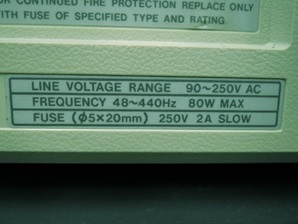 OR CONTINUED FIRE PROTECTION REPLACE ONLY
WITH FUSE OF SPECIFIED TYPE AND RATING
LINE VOLTAGE RANGE 90~250V AC
FREQUENCY 48~440Hz 80W MAX
FUSE (φ5×20mm) 250V 2A SLOW